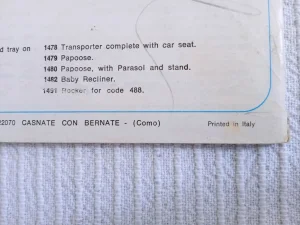 d tray on
1478 Transporter complete with car seat.
1479 Papoose.
1480 Papoose, with Parasol and stand.
1482 Baby Recliner.
1491 Rocker for code 488.
22070 CASNATE CON BERNATE - (Como)
Printed in Italy